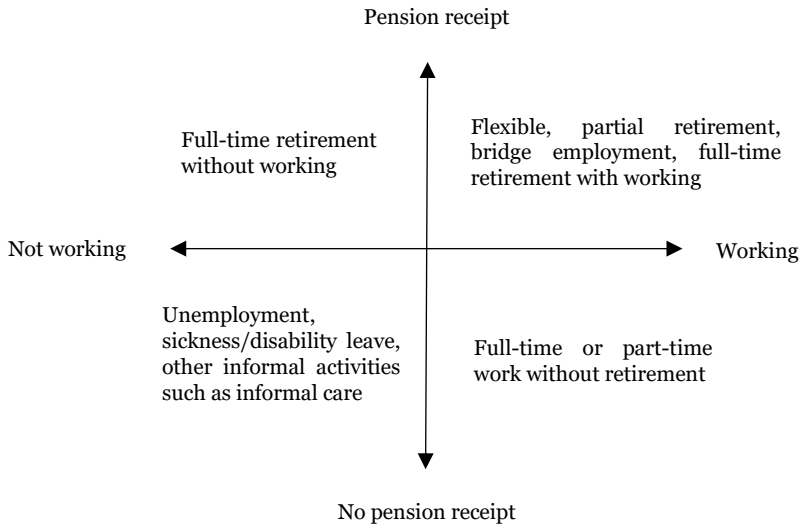 Pension receipt
Full-time retirement
without working
Flexible, partial retirement,
bridge employment, full-time
retirement with working
Not working
Working
Unemployment,
sickness/disability leave,
other informal activities
such as informal care
Full-time or part-time
work without retirement
No pension receipt